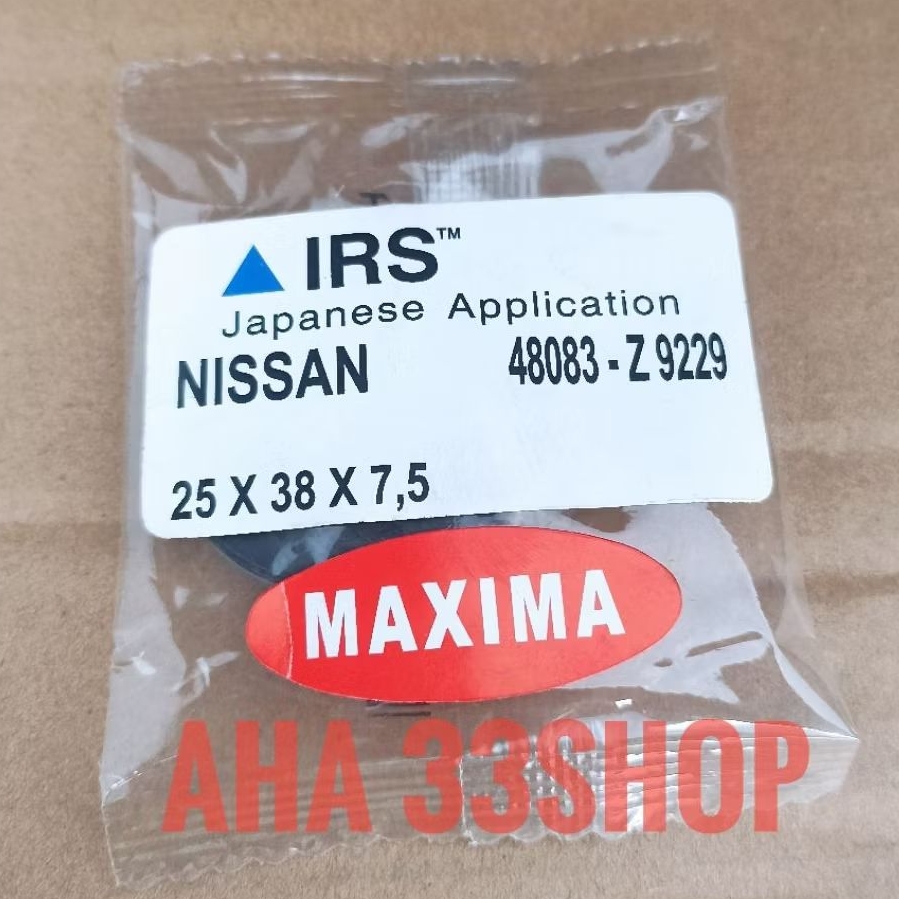 IRS™
Japanese Application
NISSAN 48083 - Z 9229
25 X 38 X 7,5
MAXIMA
AHA 33SHOP